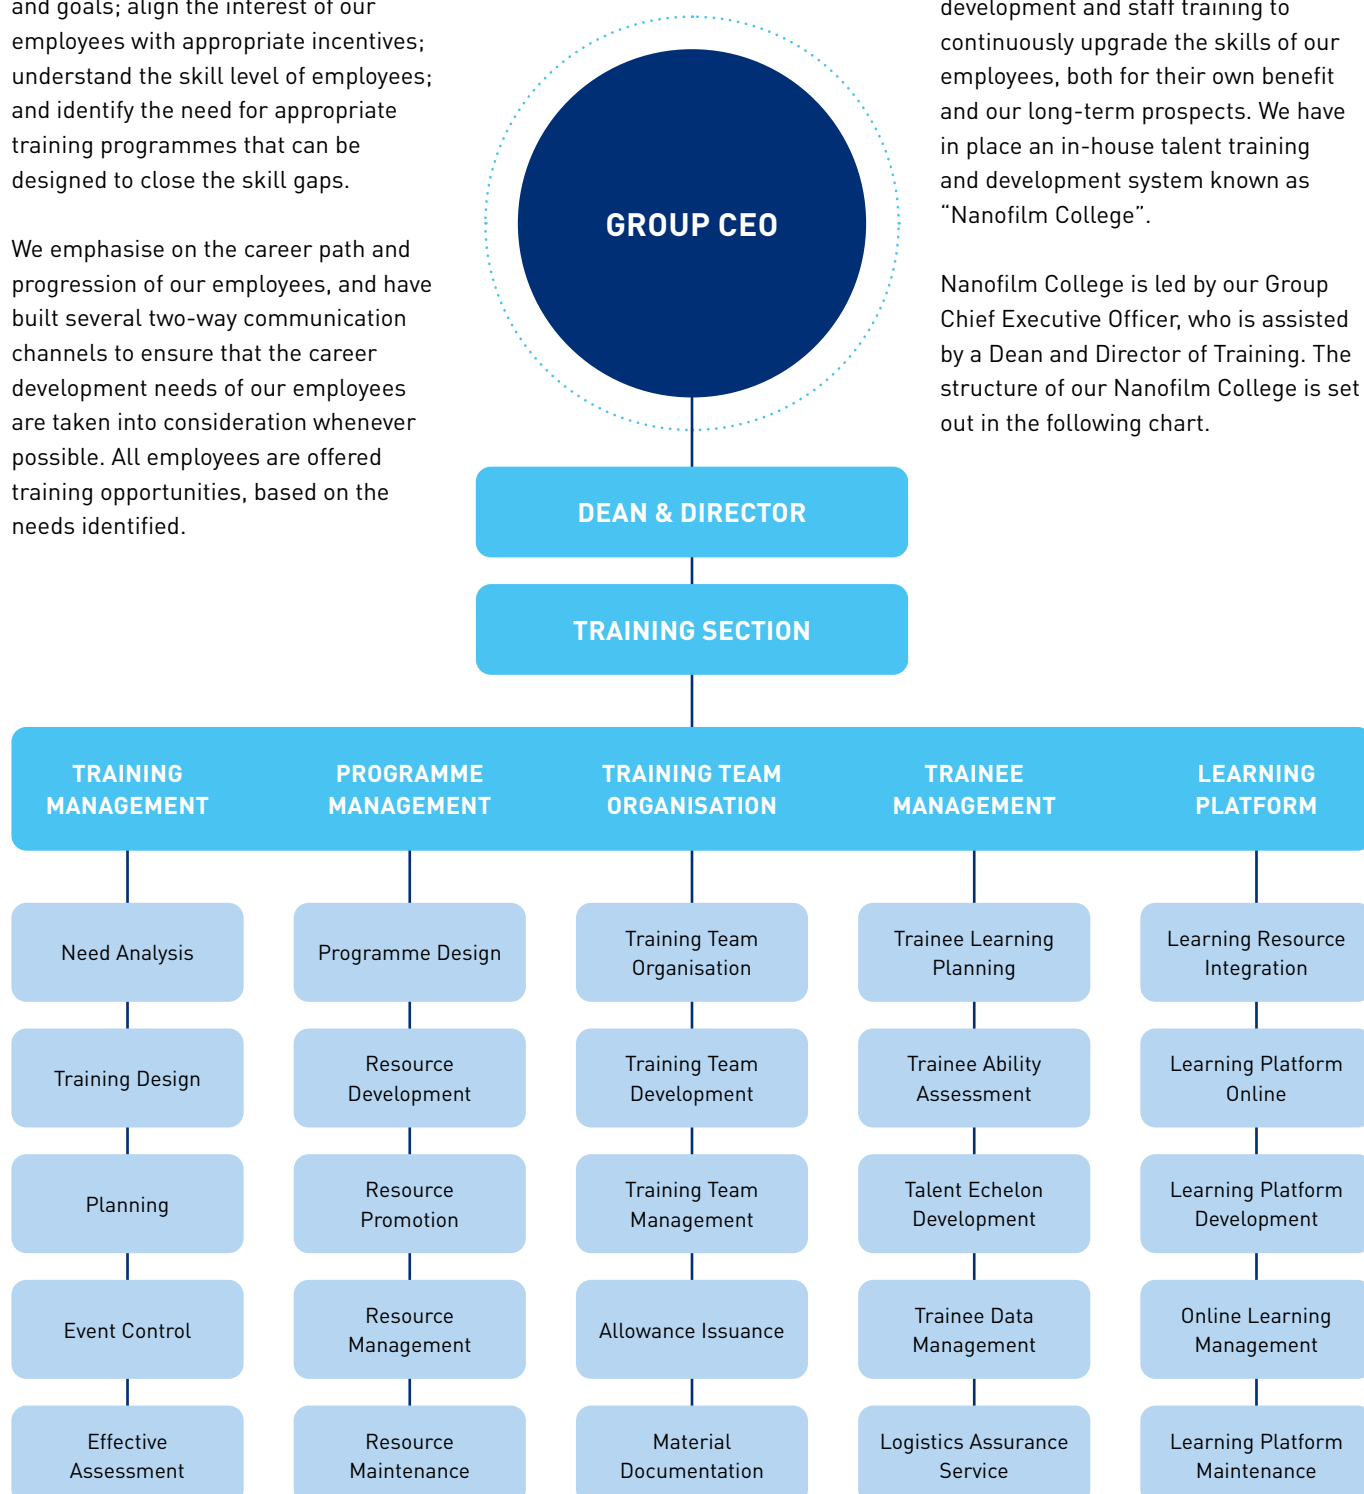 and goals; align the interest of our
employees with appropriate incentives;
understand the skill level of employees;
and identify the need for appropriate
training programmes that can be
designed to close the skill gaps.
We emphasise on the career path and
progression of our employees, and have
built several two-way communication
channels to ensure that the career
development needs of our employees
are taken into consideration whenever
possible. All employees are offered
training opportunities, based on the
needs identified.
development and staff training to
continuously upgrade the skills of our
employees, both for their own benefit
and our long-term prospects. We have
in place an in-house talent training
and development system known as
“Nanofilm College”.
Nanofilm College is led by our Group
Chief Executive Officer, who is assisted
by a Dean and Director of Training. The
structure of our Nanofilm College is set
out in the following chart.
GROUP CEO
DEAN & DIRECTOR
TRAINING SECTION
TRAINING
MANAGEMENT
Need Analysis
Training Design
Planning
Event Control
Effective
Assessment
PROGRAMME
MANAGEMENT
Programme Design
Resource
Development
Resource
Promotion
Resource
Management
Resource
Maintenance
TRAINING TEAM
ORGANISATION
Training Team
Organisation
Training Team
Development
Training Team
Management
Allowance Issuance
Material
Documentation
TRAINEE
MANAGEMENT
Trainee Learning
Planning
Trainee Ability
Assessment
Talent Echelon
Development
Trainee Data
Management
Logistics Assurance
Service
LEARNING
PLATFORM
Learning Resource
Integration
Learning Platform
Online
Learning Platform
Development
Online Learning
Management
Learning Platform
Maintenance